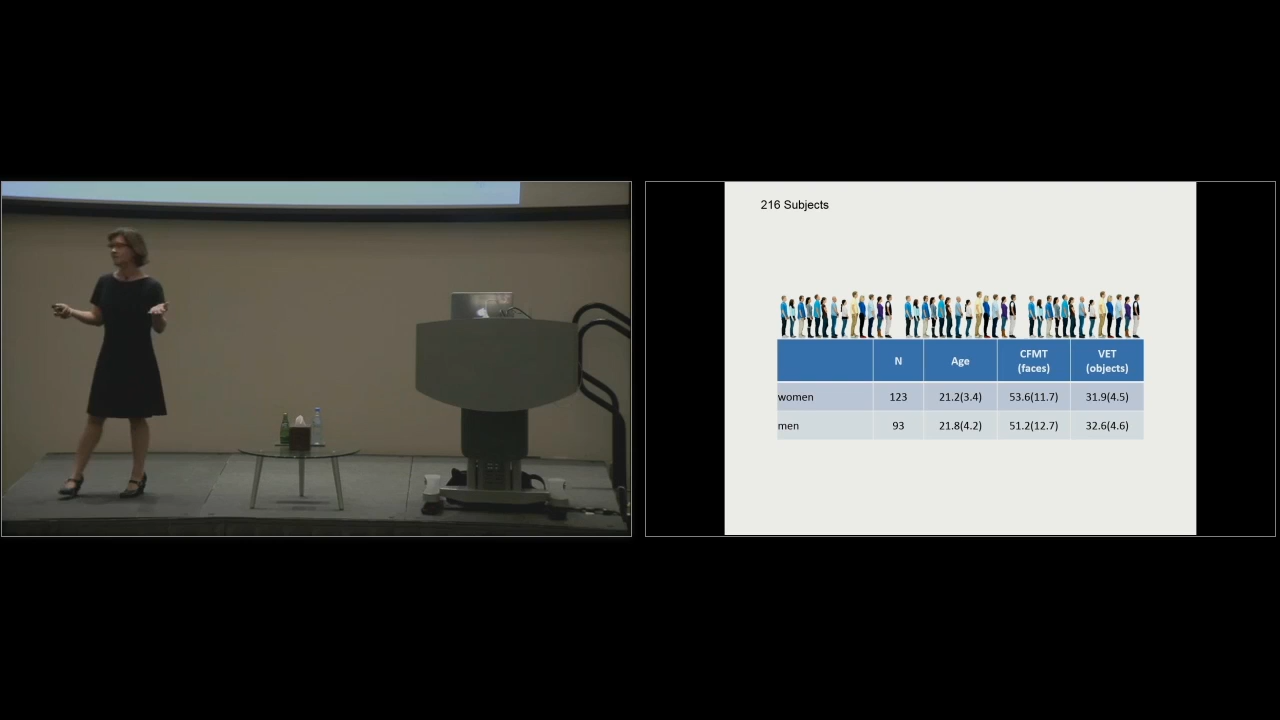 216 Subjects
N Age CFMT (faces) VET (objects)
women 123 21.2(3.4) 53.6(11.7) 31.9(4.5)
men 93 21.8(4.2) 51.2(12.7) 32.6(4.6)